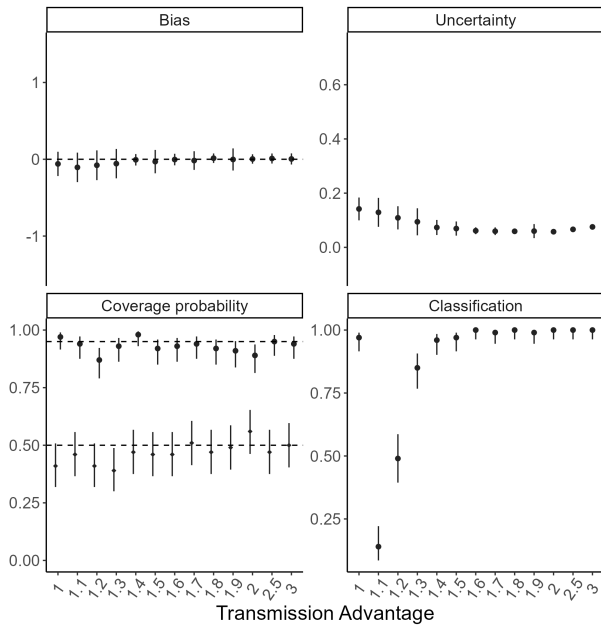 Bias
Uncertainty
1
0
-1
0.6
0.4
0.2
0.0
Coverage probability
Classification
1.00
0.75
0.50
0.25
0.00
1.00
0.75
0.50
0.25
1 1.1 1.2 1.3 1.4 1.5 1.6 1.7 1.8 1.9 2 2.5 3
1 1.1 1.2 1.3 1.4 1.5 1.6 1.7 1.8 1.9 2 2.5 3
Transmission Advantage